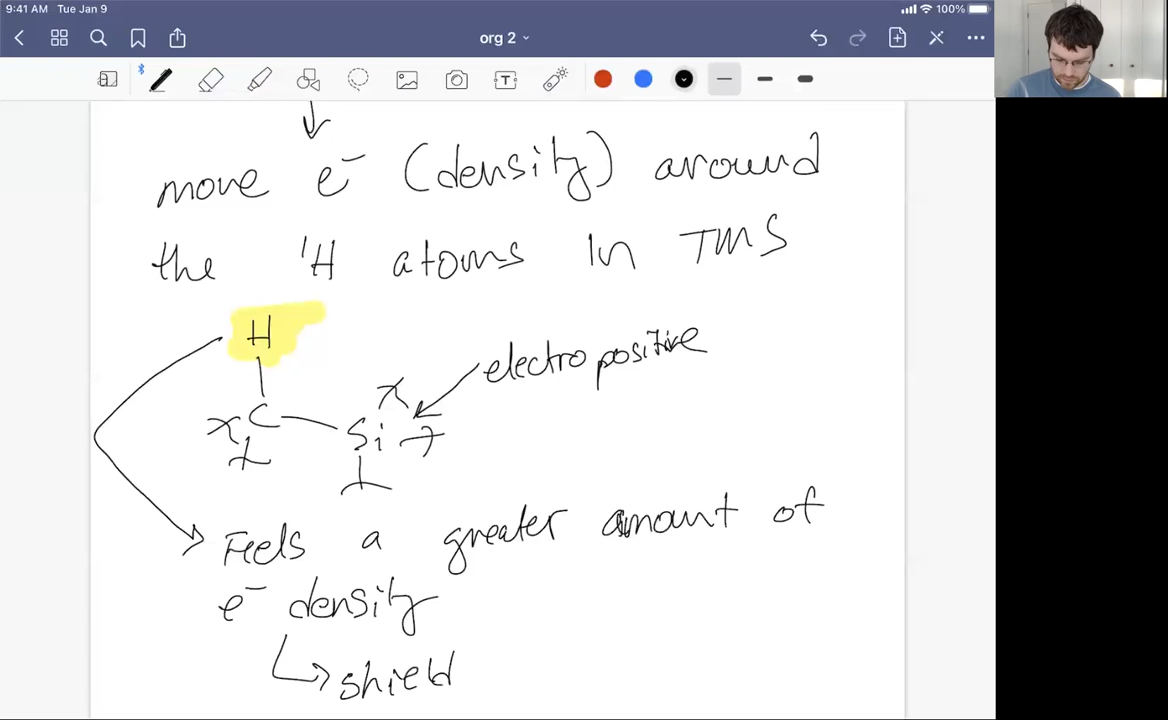 9:41 AM Tue Jan 9
100%
org 2
T
move e⁻ (density) around
the ¹H atoms in TMS
H
electropositive
C
Si
Feels a greater amount of
e⁻ density
shield